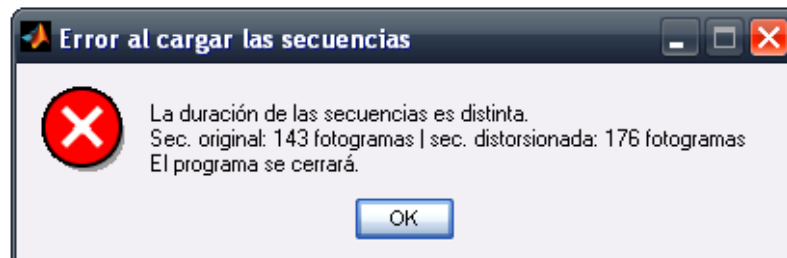 Error al cargar las secuencias
La duración de las secuencias es distinta.
Sec. original: 143 fotogramas | sec. distorsionada: 176 fotogramas
El programa se cerrará.
OK